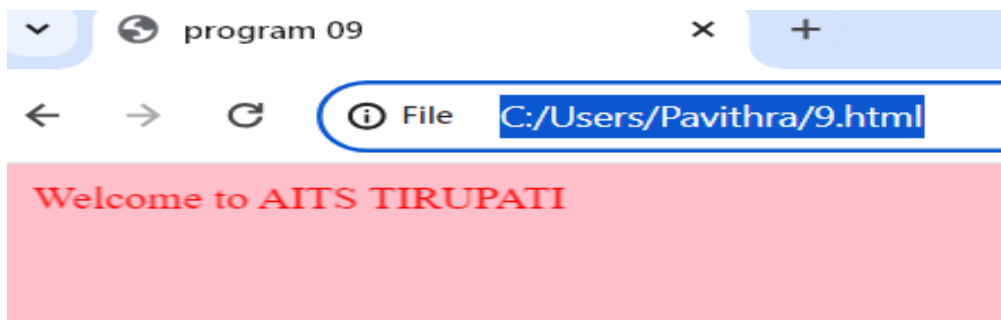 program 09
File C:/Users/Pavithra/9.html
Welcome to AITS TIRUPATI